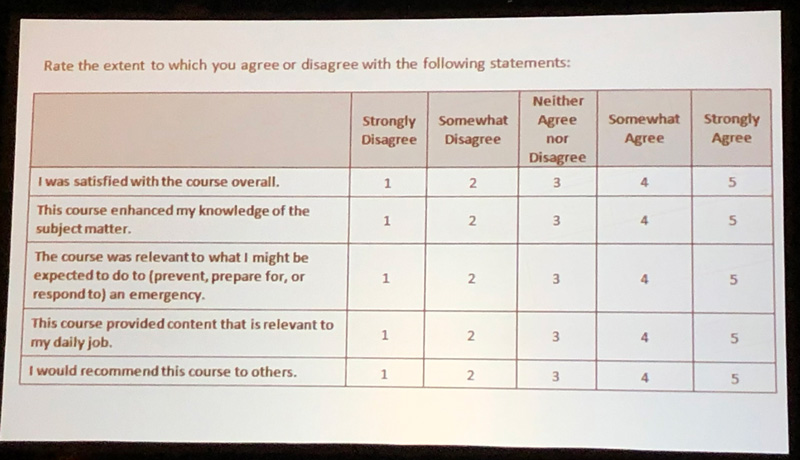 Rate the extent to which you agree or disagree with the following statements:
Strongly Disagree
Somewhat Disagree
Neither Agree nor Disagree
Somewhat Agree
Strongly Agree
I was satisfied with the course overall. 1 2 3 4 5
This course enhanced my knowledge of the
subject matter. 1 2 3 4 5
The course was relevant to what I might be
expected to do to (prevent, prepare for, or
respond to) an emergency. 1 2 3 4 5
This course provided content that is relevant to
my daily job. 1 2 3 4 5
I would recommend this course to others. 1 2 3 4 5